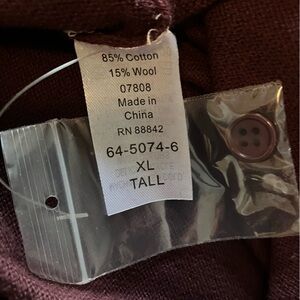 85% Cotton
15% Wool
07808
Made in
China
RN 88842
64-5074-6
XL
TALL